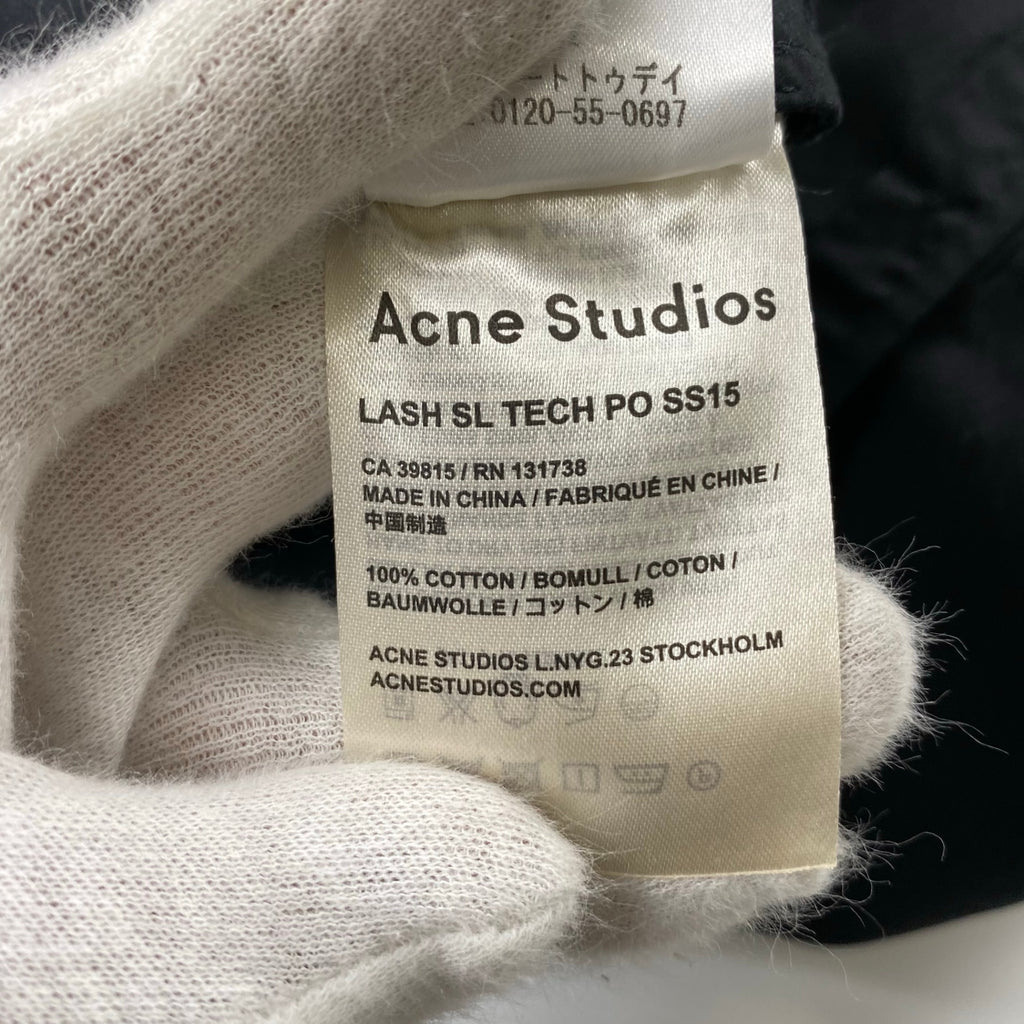 ートトゥデイ
0120-55-0697
Acne Studios
LASH SL TECH PO SS15
CA 39815 / RN 131738
MADE IN CHINA / FABRIQUÉ EN CHINE /
中国制造
100% COTTON / BOMULL / COTON /
BAUMWOLLE / コットン / 棉
ACNE STUDIOS L.NYG.23 STOCKHOLM
ACNESTUDIOS.COM